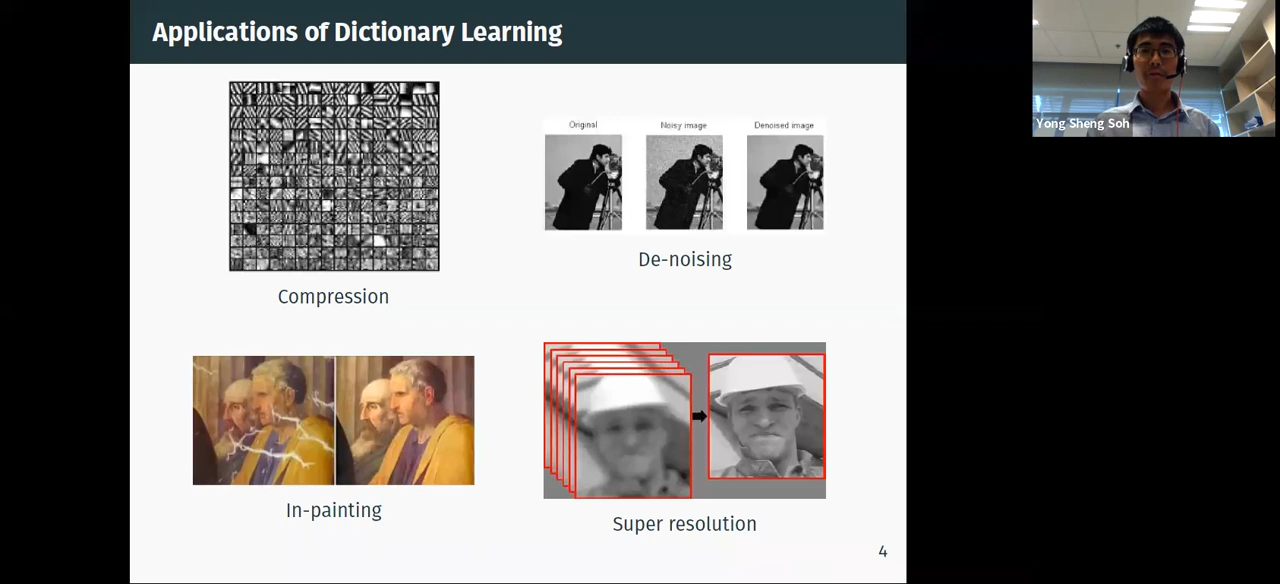 Applications of Dictionary Learning
Yong Sheng Soh
Original Noisy image Denoised image
De-noising
Compression
In-painting
Super resolution
4